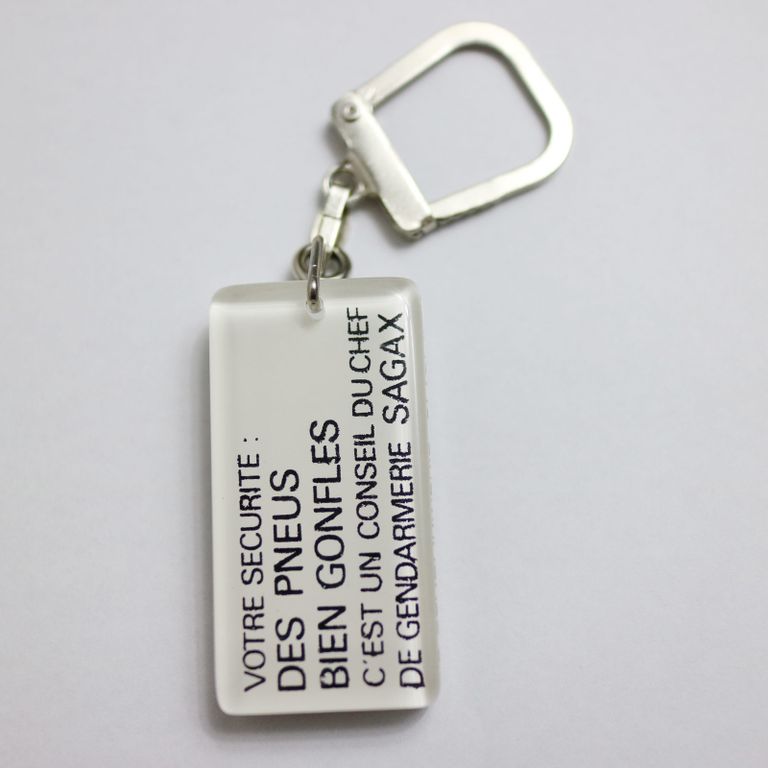 VOTRE SECURITE :
DES PNEUS
BIEN GONFLES
C'EST UN CONSEIL DU CHEF
DE GENDARMERIE SAGAX